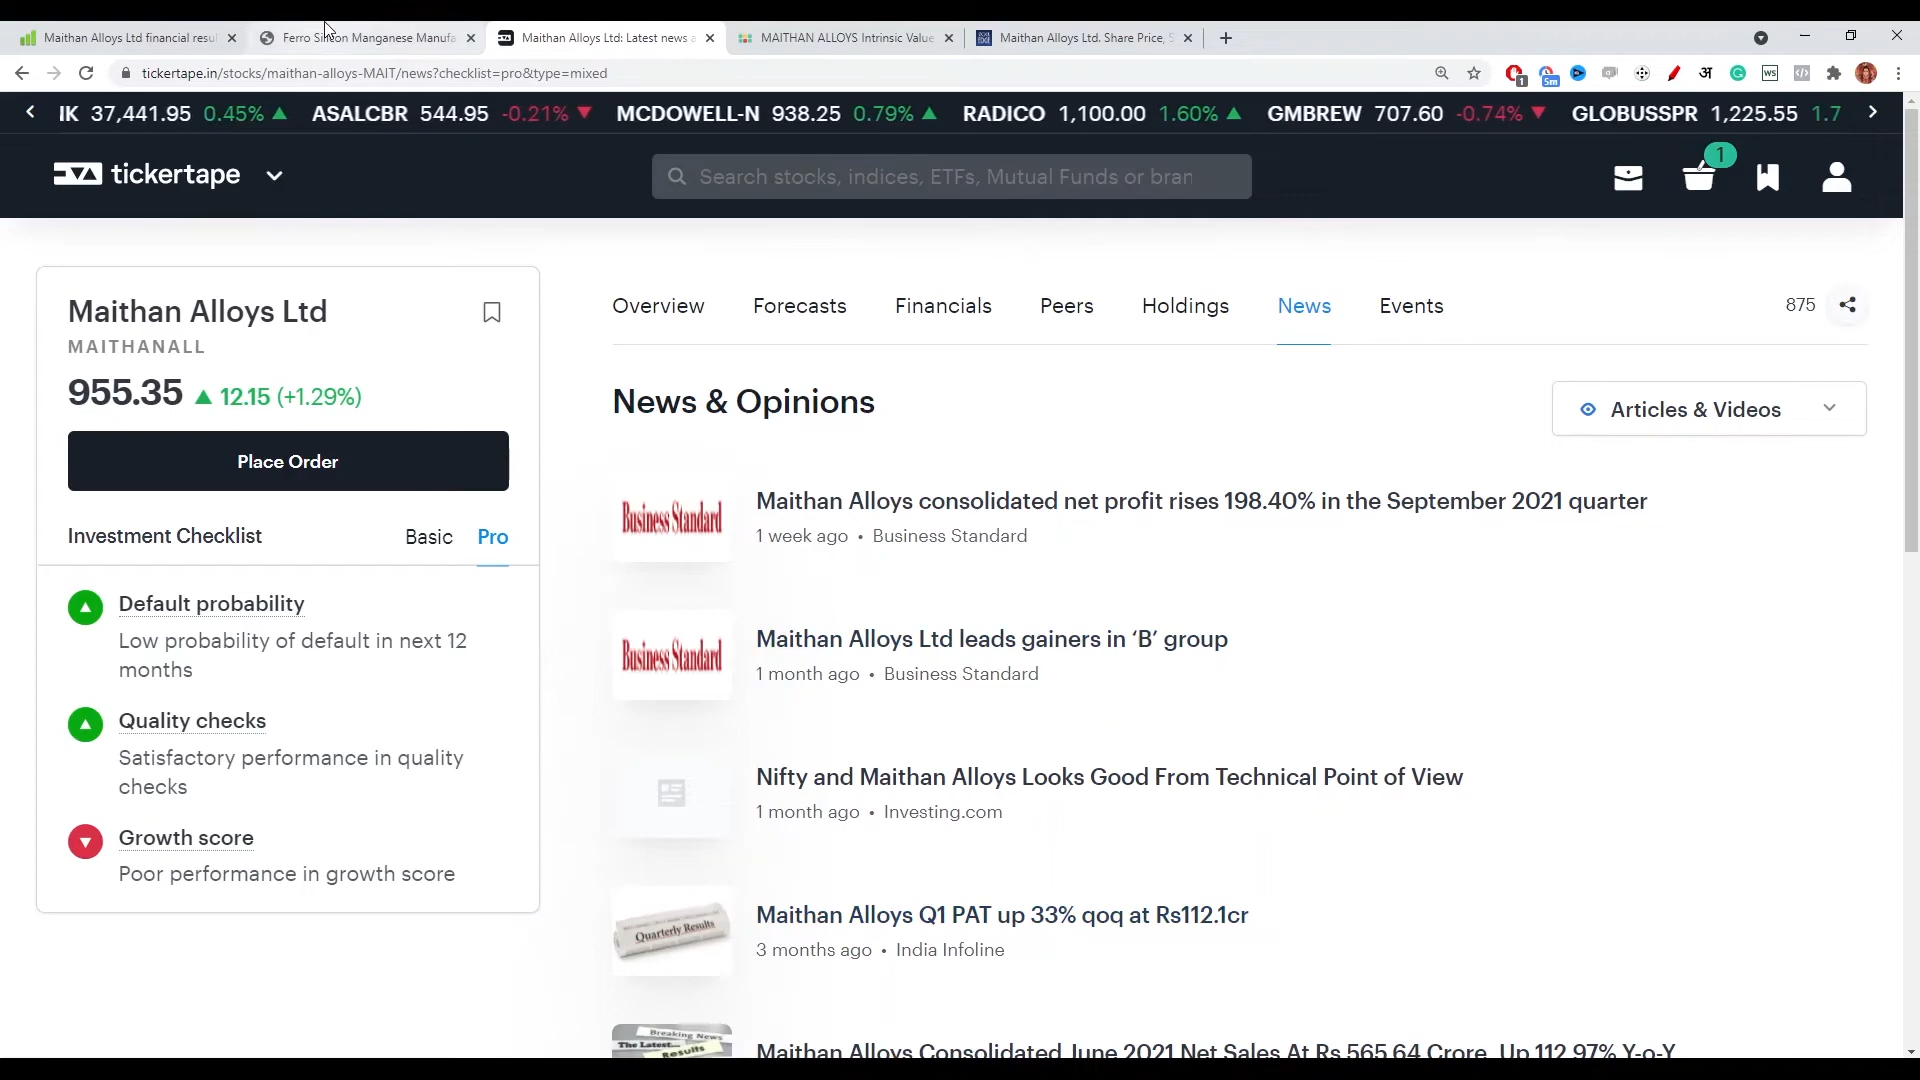 Maithan Alloys Ltd financial resul
Ferro Silicon Manganese Manufa
Maithan Alloys Ltd: Latest news a
MAITHAN ALLOYS Intrinsic Value
Maithan Alloys Ltd. Share Price, S
tickertape.in/stocks/maithan-alloys-MAIT/news?checklist=pro&type=mixed
1
5m
अ
WS
IK 37,441.95 0.45% ASALCBR 544.95 -0.21% MCDOWELL-N 938.25 0.79% RADICO 1,100.00 1.60% GMBREW 707.60 -0.74% GLOBUSSPR 1,225.55 1.7
tickertape
Search stocks, indices, ETFs, Mutual Funds or bran
1
Maithan Alloys Ltd
MAITHANALL
955.35 12.15 (+1.29%)
Place Order
Investment Checklist Basic Pro
Default probability
Low probability of default in next 12
months
Quality checks
Satisfactory performance in quality
checks
Growth score
Poor performance in growth score
Overview Forecasts Financials Peers Holdings News Events 875
News & Opinions
Articles & Videos
Business Standard
Maithan Alloys consolidated net profit rises 198.40% in the September 2021 quarter
1 week ago • Business Standard
Business Standard
Maithan Alloys Ltd leads gainers in ‘B’ group
1 month ago • Business Standard
Nifty and Maithan Alloys Looks Good From Technical Point of View
1 month ago • Investing.com
Quarterly Results
Maithan Alloys Q1 PAT up 33% qoq at Rs112.1cr
3 months ago • India Infoline
Breaking News
The Latest
Results
Maithan Alloys Consolidated June 2021 Net Sales At Rs 565.64 Crore, Up 112.97% Y-o-Y